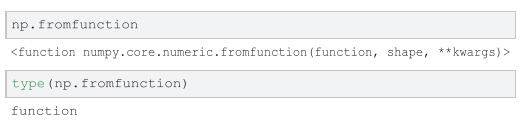 np.fromfunction
<function numpy.core.numeric.fromfunction(function, shape, **kwargs)>
type(np.fromfunction)
function